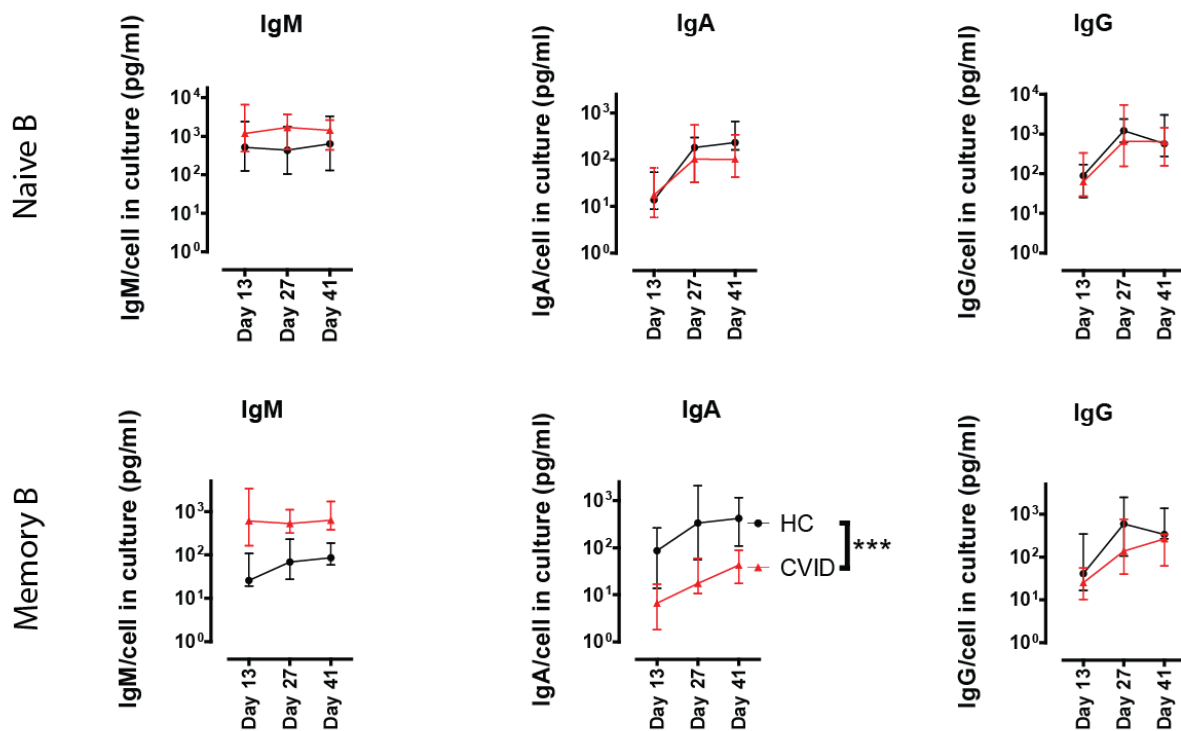 Naive B
IgM
IgM/cell in culture (pg/ml)
10⁴
10³
10²
10¹
10⁰
Day 13
Day 27
Day 41
IgA
IgA/cell in culture (pg/ml)
10³
10²
10¹
10⁰
Day 13
Day 27
Day 41
IgG
IgG/cell in culture (pg/ml)
10⁴
10³
10²
10¹
10⁰
Day 13
Day 27
Day 41
Memory B
IgM
IgM/cell in culture (pg/ml)
10³
10²
10¹
10⁰
Day 13
Day 27
Day 41
IgA
IgA/cell in culture (pg/ml)
10³
10²
10¹
10⁰
Day 13
Day 27
Day 41
HC
CVID
***
IgG
IgG/cell in culture (pg/ml)
10³
10²
10¹
10⁰
Day 13
Day 27
Day 41